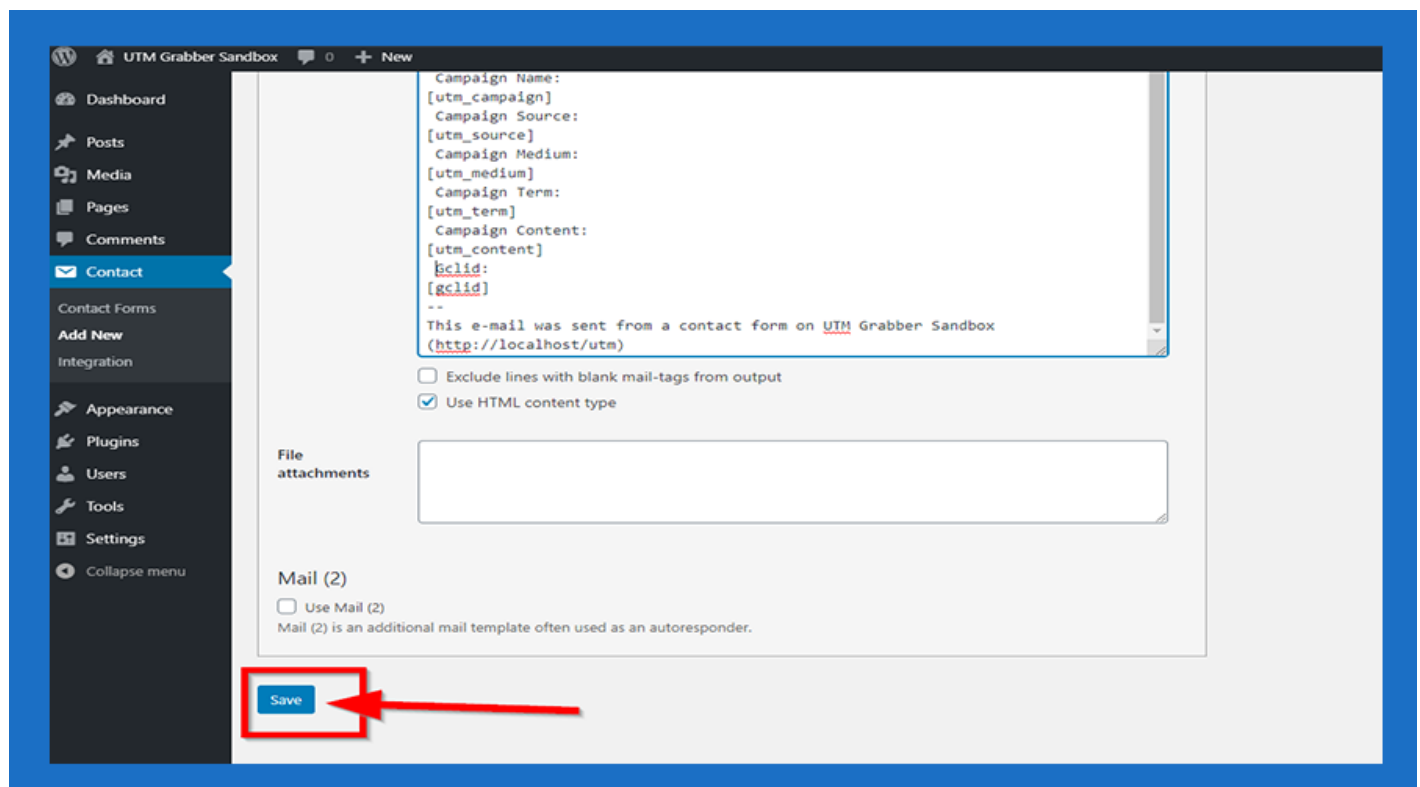 UTM Grabber Sandbox 0 New
Dashboard
Posts
Media
Pages
Comments
Contact
Contact Forms
Add New
Integration
Appearance
Plugins
Users
Tools
Settings
Collapse menu
Campaign Name:
[utm_campaign]
Campaign Source:
[utm_source]
Campaign Medium:
[utm_medium]
Campaign Term:
[utm_term]
Campaign Content:
[utm_content]
Gclid:
[gclid]
--
This e-mail was sent from a contact form on UTM Grabber Sandbox
(http://localhost/utm)
Exclude lines with blank mail-tags from output
Use HTML content type
File
attachments
Mail (2)
Use Mail (2)
Mail (2) is an additional mail template often used as an autoresponder.
Save